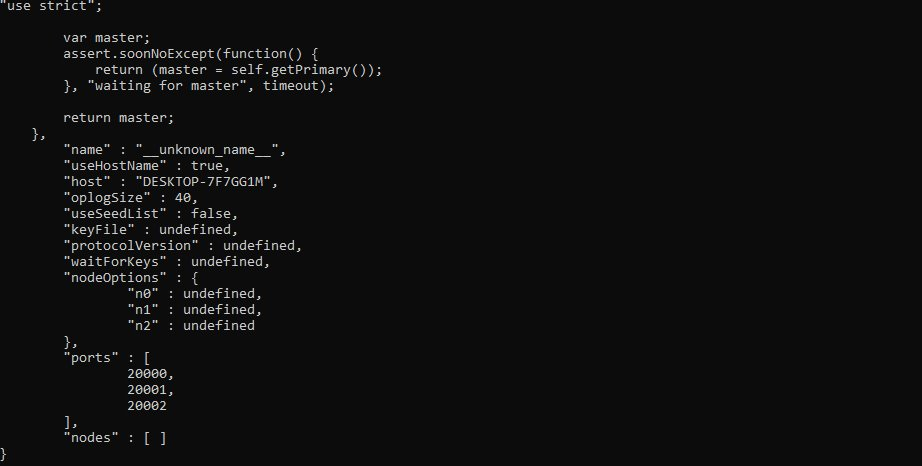 "use strict";
var master;
assert.soonNoExcept(function() {
return (master = self.getPrimary());
}, "waiting for master", timeout);
return master;
},
"name" : "__unknown_name__",
"useHostName" : true,
"host" : "DESKTOP-7F7GG1M",
"oplogSize" : 40,
"useSeedList" : false,
"keyFile" : undefined,
"protocolVersion" : undefined,
"waitForKeys" : undefined,
"nodeOptions" : {
"n0" : undefined,
"n1" : undefined,
"n2" : undefined
},
"ports" : [
20000,
20001,
20002
],
"nodes" : [ ]
}